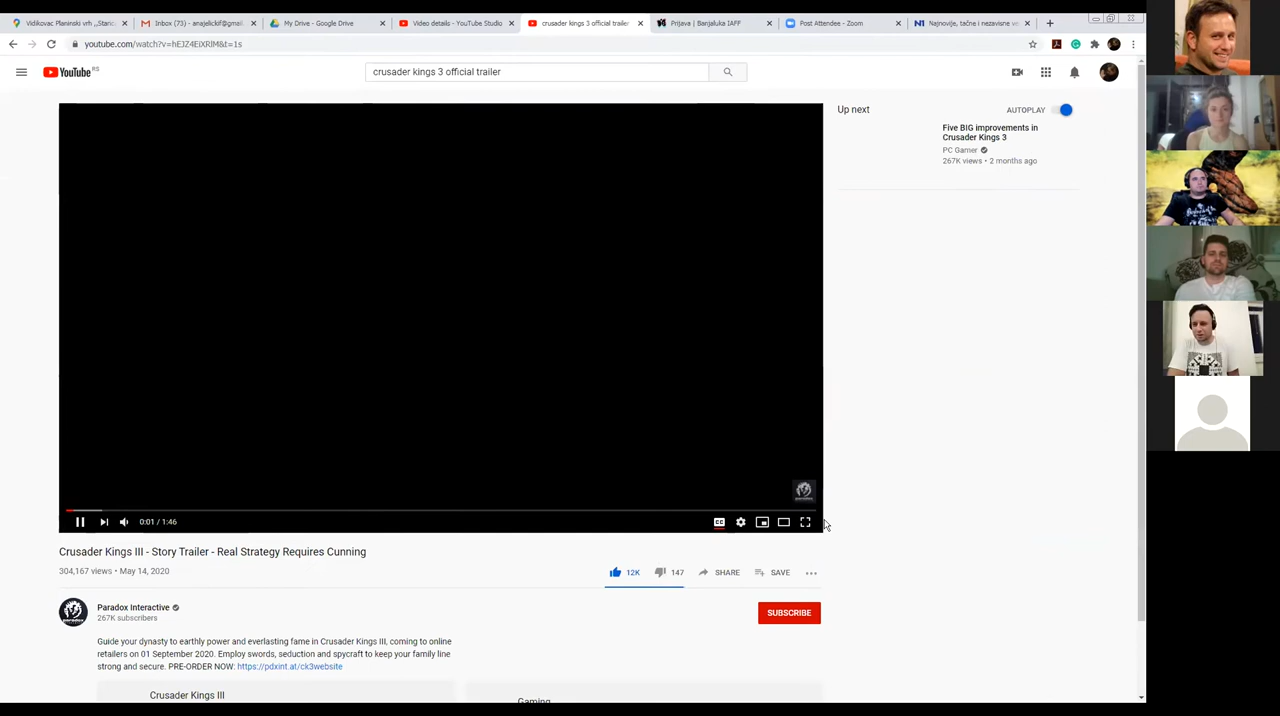 Vidikovac Planinski vrh „Staric
Inbox (73) - anajelickif@gmail
My Drive - Google Drive
Video details - YouTube Studio
crusader kings 3 official trailer
Prijava | Banjaluka IAFF
Post Attendee - Zoom
N1 Najnovije, tačne i nezavisne ve
youtube.com/watch?v=hEJZ4EiXRlM&t=1s
YouTube RS
crusader kings 3 official trailer
Up next
AUTOPLAY
Five BIG improvements in
Crusader Kings 3
PC Gamer
267K views • 2 months ago
0:01 / 1:46
CC
Crusader Kings III - Story Trailer - Real Strategy Requires Cunning
304,167 views • May 14, 2020
12K 147 SHARE SAVE
Paradox Interactive
267K subscribers
SUBSCRIBE
Guide your dynasty to earthly power and everlasting fame in Crusader Kings III, coming to online
retailers on 01 September 2020. Employ swords, seduction and spycraft to keep your family line
strong and secure. PRE-ORDER NOW: https://pdxint.at/ck3website
Crusader Kings III
Gaming